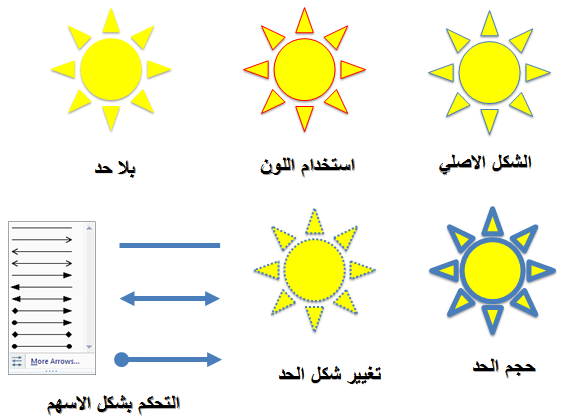 الشكل الاصلي
استخدام اللون
بلا حد
حجم الحد
تغيير شكل الحد
More Arrows...
التحكم بشكل الاسهم